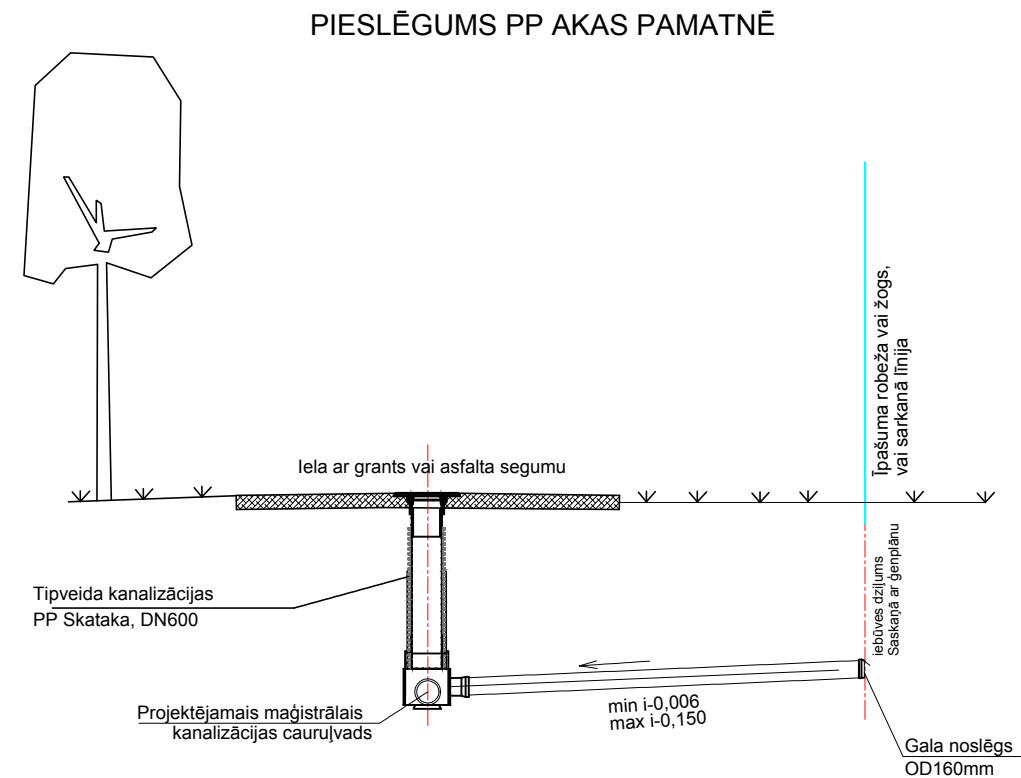 PIESLĒGUMS PP AKAS PAMATNĒ
Īpašuma robeža vai žogs,
vai sarkanā līnija
Iela ar grants vai asfalta segumu
Tipveida kanalizācijas
PP Skataka, DN600
iebūves dziļums
Saskaņā ar ģenplānu
min i-0,006
max i-0,150
Projektējamais maģistrālais
kanalizācijas cauruļvads
Gala noslēgs
OD160mm